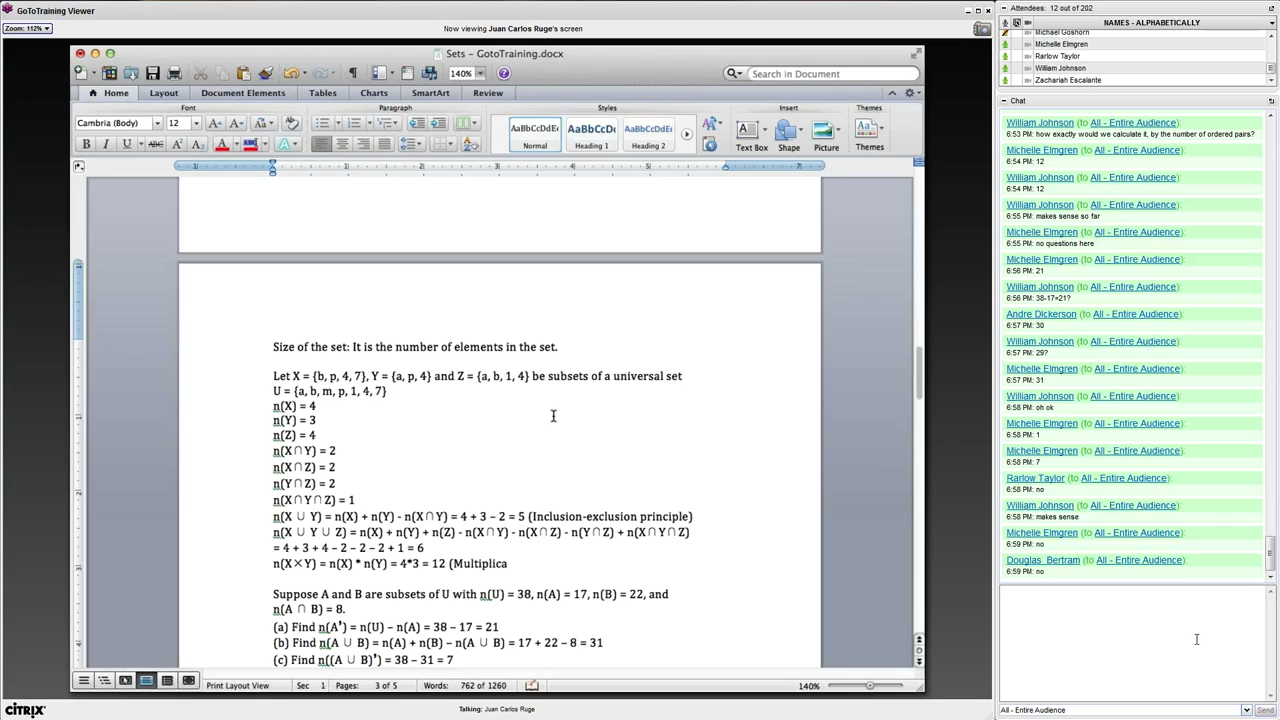 GoToTraining Viewer
Zoom: 112%
Now viewing Juan Carlos Ruge's screen
Sets – GotoTraining.docx
140%
Search in Document
Home Layout Document Elements Tables Charts SmartArt Review
Font Paragraph Styles Insert Themes
Cambria (Body) 12
AaBbCcDdEe AaBbCcDc AaBbCcDdEe
Normal Heading 1 Heading 2 Text Box Shape Picture Themes
Size of the set: It is the number of elements in the set.
Let X = {b, p, 4, 7}, Y = {a, p, 4} and Z = {a, b, 1, 4} be subsets of a universal set
U = {a, b, m, p, 1, 4, 7}
n(X) = 4
n(Y) = 3
n(Z) = 4
n(X∩Y) = 2
n(X∩Z) = 2
n(Y∩Z) = 2
n(X∩Y∩Z) = 1
n(X ∪ Y) = n(X) + n(Y) - n(X∩Y) = 4 + 3 – 2 = 5 (Inclusion-exclusion principle)
n(X ∪ Y ∪ Z) = n(X) + n(Y) + n(Z) - n(X∩Y) - n(X∩Z) - n(Y∩Z) + n(X∩Y∩Z)
= 4 + 3 + 4 – 2 – 2 – 2 + 1 = 6
n(X×Y) = n(X) * n(Y) = 4*3 = 12 (Multiplica
Suppose A and B are subsets of U with n(U) = 38, n(A) = 17, n(B) = 22, and
n(A ∩ B) = 8.
(a) Find n(A') = n(U) – n(A) = 38 – 17 = 21
(b) Find n(A ∪ B) = n(A) + n(B) – n(A ∪ B) = 17 + 22 – 8 = 31
(c) Find n((A ∪ B)') = 38 – 31 = 7
Print Layout View Sec 1 Pages: 3 of 5 Words: 762 of 1260 140%
CITRIX
Talking: Juan Carlos Ruge
Attendees: 12 out of 202
NAMES - ALPHABETICALLY
Michael Goshorn
Michelle Elmgren
Rarlow Taylor
William Johnson
Zachariah Escalante
Chat
William Johnson (to All - Entire Audience):
6:53 PM: how exactly would we calculate it, by the number of ordered pairs?
Michelle Elmgren (to All - Entire Audience):
6:54 PM: 12
William Johnson (to All - Entire Audience):
6:54 PM: 12
William Johnson (to All - Entire Audience):
6:55 PM: makes sense so far
Michelle Elmgren (to All - Entire Audience):
6:55 PM: no questions here
Michelle Elmgren (to All - Entire Audience):
6:56 PM: 21
William Johnson (to All - Entire Audience):
6:56 PM: 38-17=21?
Andre Dickerson (to All - Entire Audience):
6:57 PM: 30
William Johnson (to All - Entire Audience):
6:57 PM: 29?
Michelle Elmgren (to All - Entire Audience):
6:57 PM: 31
William Johnson (to All - Entire Audience):
6:58 PM: oh ok
Michelle Elmgren (to All - Entire Audience):
6:58 PM: 1
Michelle Elmgren (to All - Entire Audience):
6:58 PM: 7
Rarlow Taylor (to All - Entire Audience):
6:58 PM: no
William Johnson (to All - Entire Audience):
6:58 PM: makes sense
Michelle Elmgren (to All - Entire Audience):
6:59 PM: no
Douglas Bertram (to All - Entire Audience):
6:59 PM: no
All - Entire Audience Send